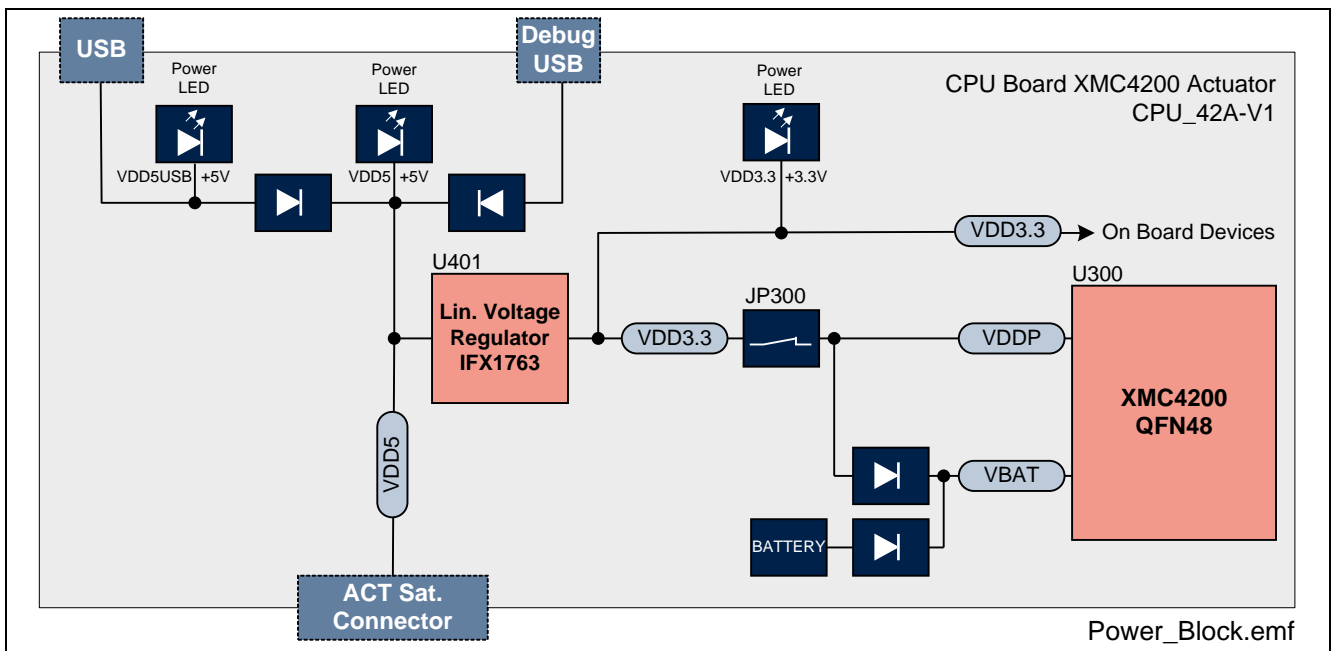 USB
Debug
USB
Power
LED
Power
LED
Power
LED
CPU Board XMC4200 Actuator
CPU_42A-V1
VDD5USB +5V
VDD5 +5V
VDD3.3 +3.3V
VDD3.3
On Board Devices
U401
Lin. Voltage
Regulator
IFX1763
VDD3.3
JP300
VDDP
U300
XMC4200
QFN48
VDD5
VBAT
BATTERY
ACT Sat.
Connector
Power_Block.emf